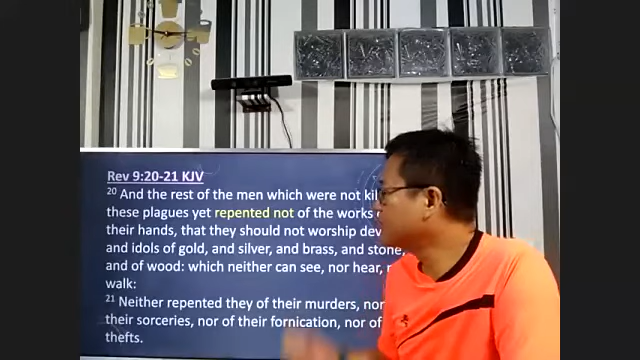 Rev 9:20-21 KJV
20 And the rest of the men which were not
these plagues yet repented not of the works
their hands, that they should not worship
and idols of gold, and silver, and brass, and stone,
and of wood: which neither can see, nor hear,
walk:
21 Neither repented they of their murders, nor
their sorceries, nor of their fornication, nor of
thefts.